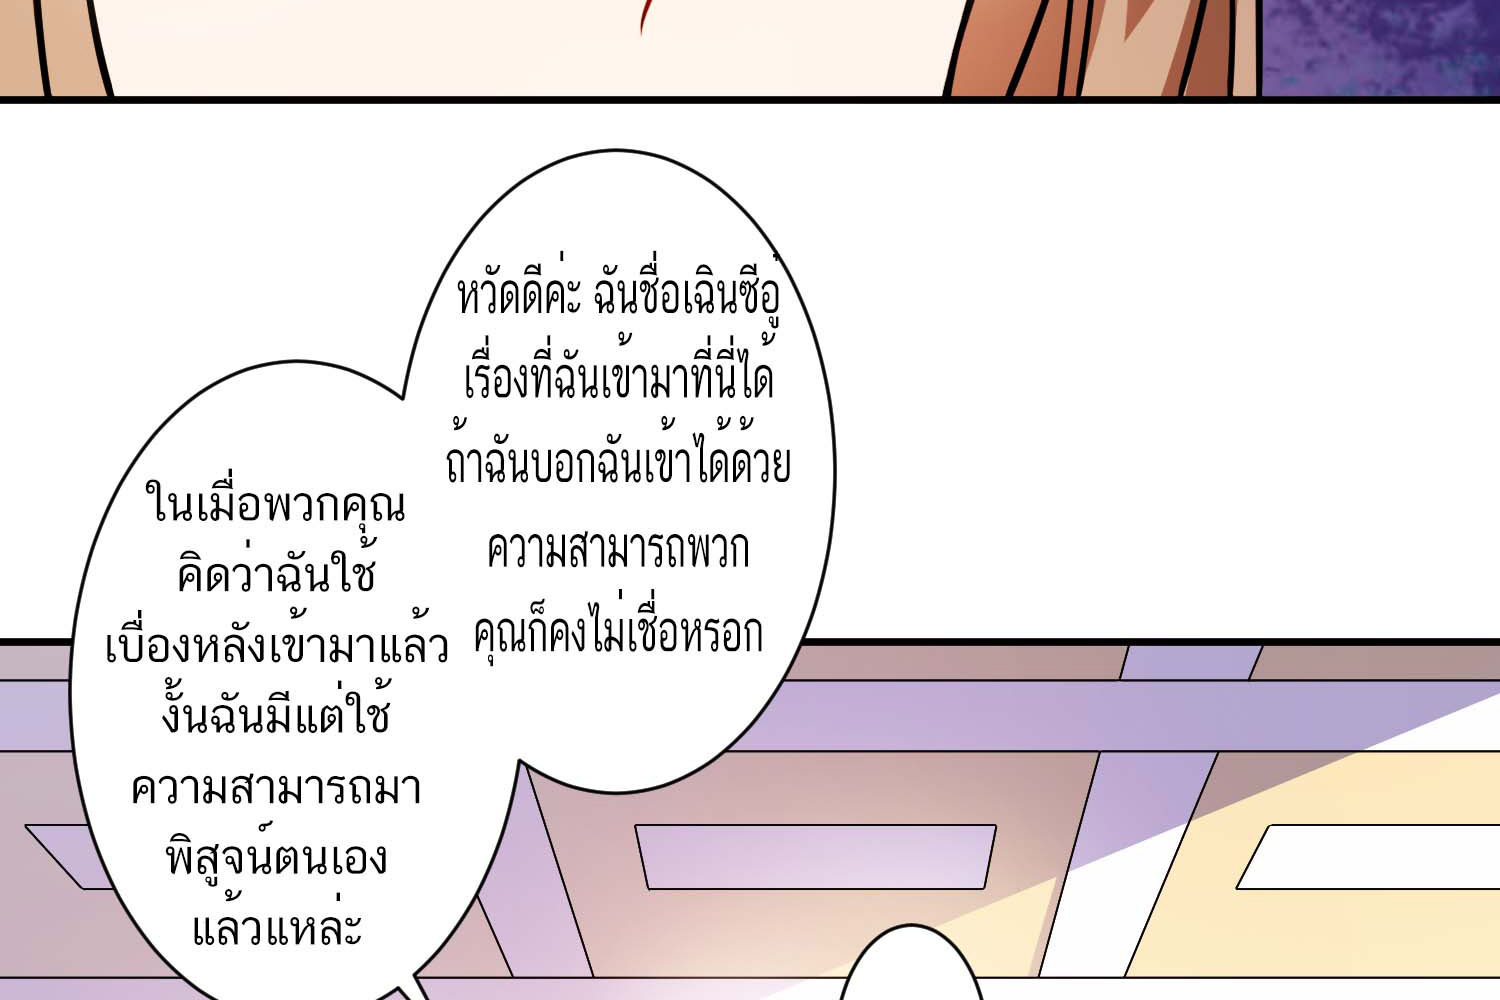 หวัดดีค่ะ ฉันชื่อเฉินซีอู่
เรื่องที่ฉันเข้ามาที่นี่ได้
ถ้าฉันบอกฉันเข้าได้ด้วย
ความสามารถพวก
คุณก็คงไม่เชื่อหรอก
ในเมื่อพวกคุณ
คิดว่าฉันใช้
เบื่องหลังเข้ามาแล้ว
งั้นฉันมีแต่ใช้
ความสามารถมา
พิสูจน์ตนเอง
แล้วแหล่ะ